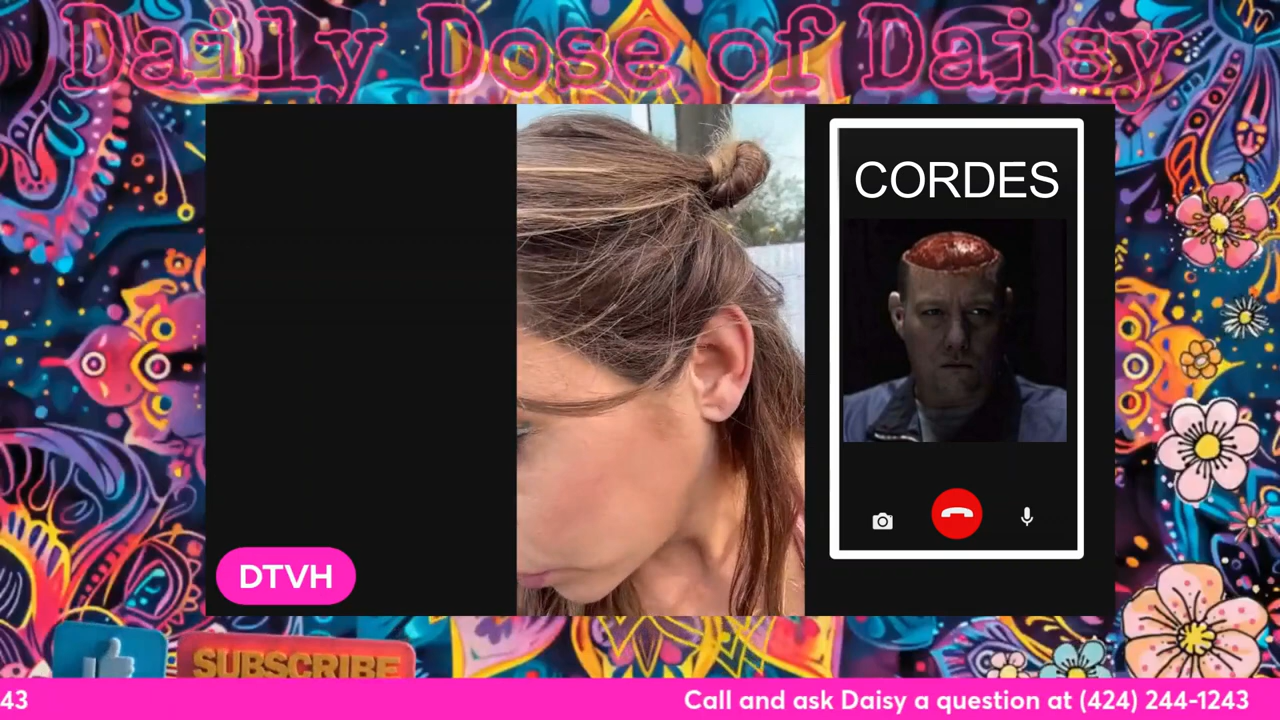 Daily Dose of Daisy
CORDES
DTVH
SUBSCRIBE
43
Call and ask Daisy a question at (424) 244-1243